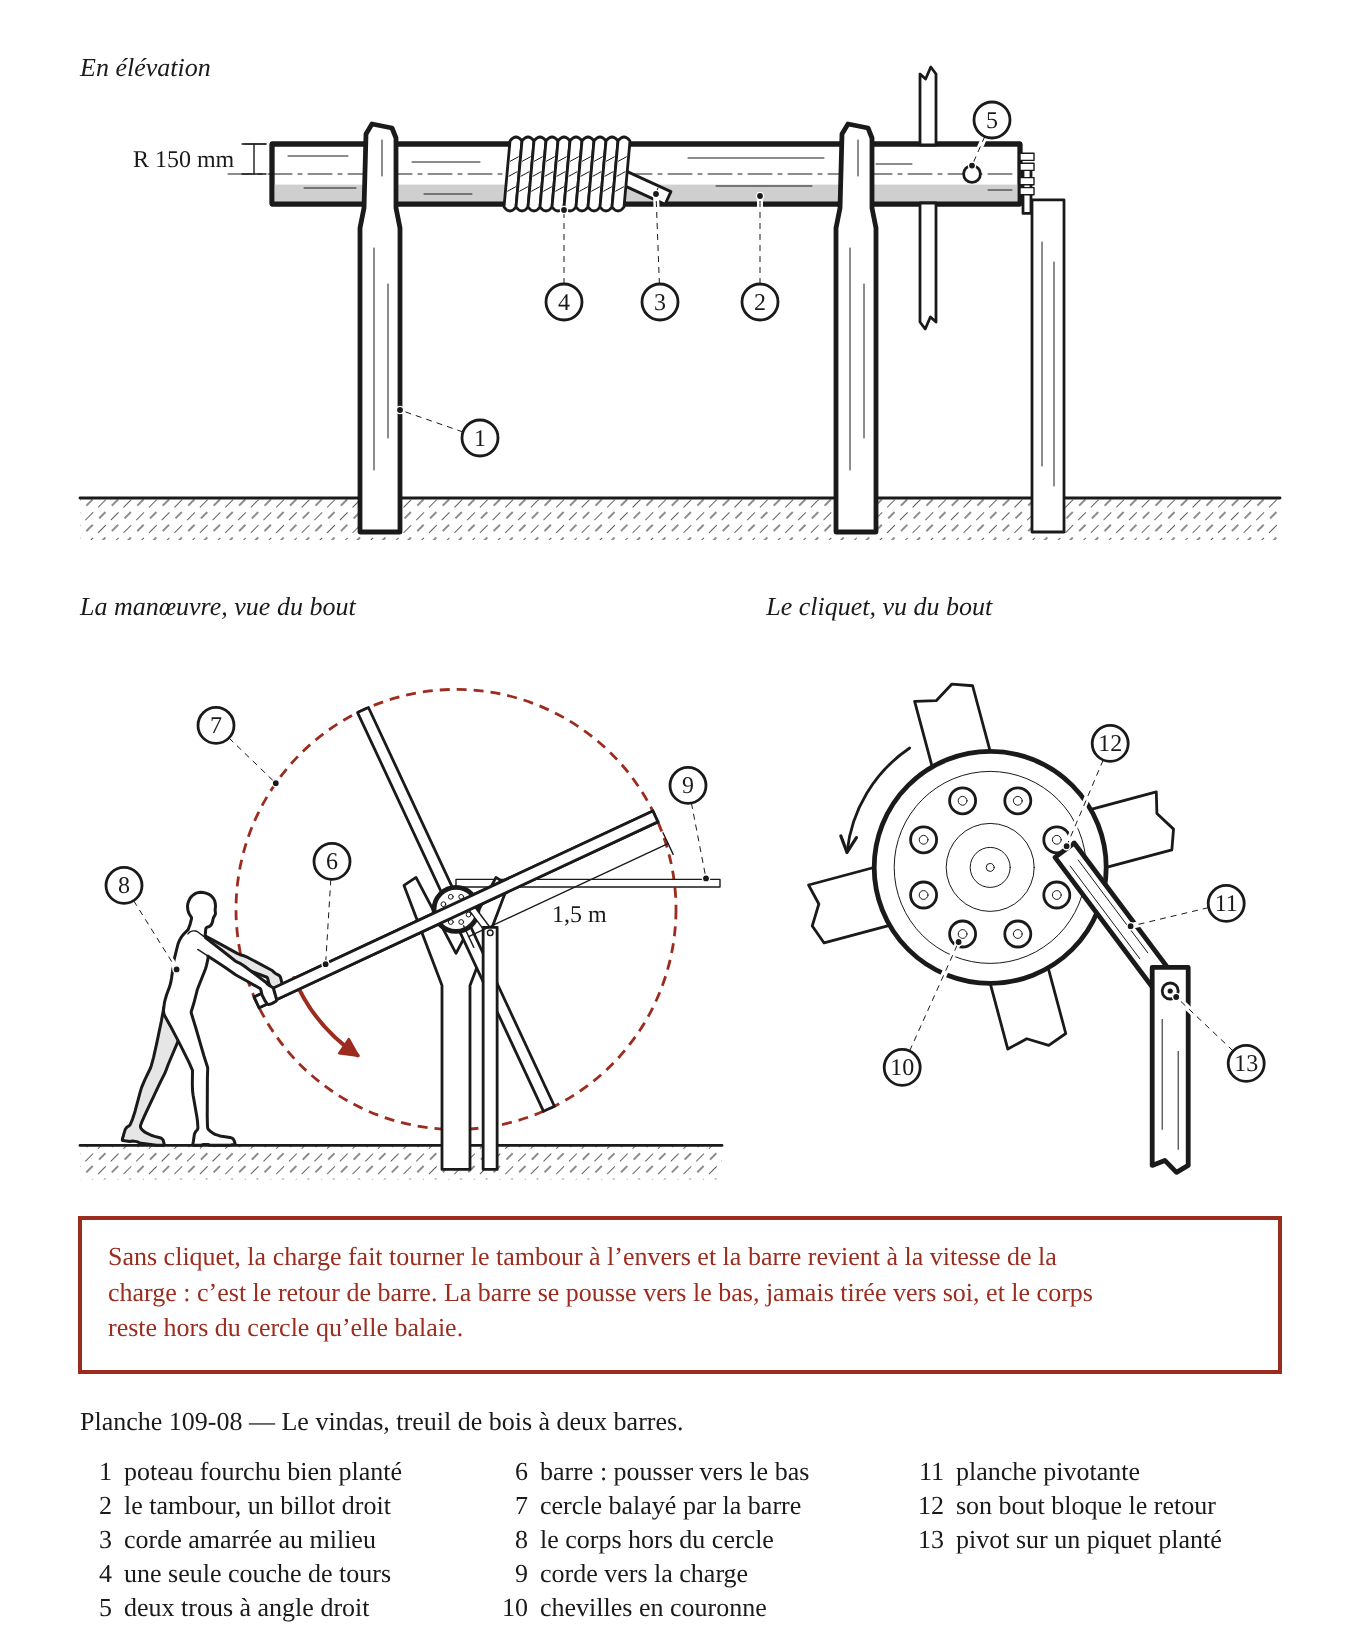 En élévation
R 150 mm
5
4
3
2
1
La manœuvre, vue du bout
Le cliquet, vu du bout
7
12
9
6
8
11
1,5 m
10
13
Sans cliquet, la charge fait tourner le tambour à l’envers et la barre revient à la vitesse de la
charge : c’est le retour de barre. La barre se pousse vers le bas, jamais tirée vers soi, et le corps
reste hors du cercle qu’elle balaie.
Planche 109-08 — Le vindas, treuil de bois à deux barres.
1 poteau fourchu bien planté
2 le tambour, un billot droit
3 corde amarrée au milieu
4 une seule couche de tours
5 deux trous à angle droit
6 barre : pousser vers le bas
7 cercle balayé par la barre
8 le corps hors du cercle
9 corde vers la charge
10 chevilles en couronne
11 planche pivotante
12 son bout bloque le retour
13 pivot sur un piquet planté